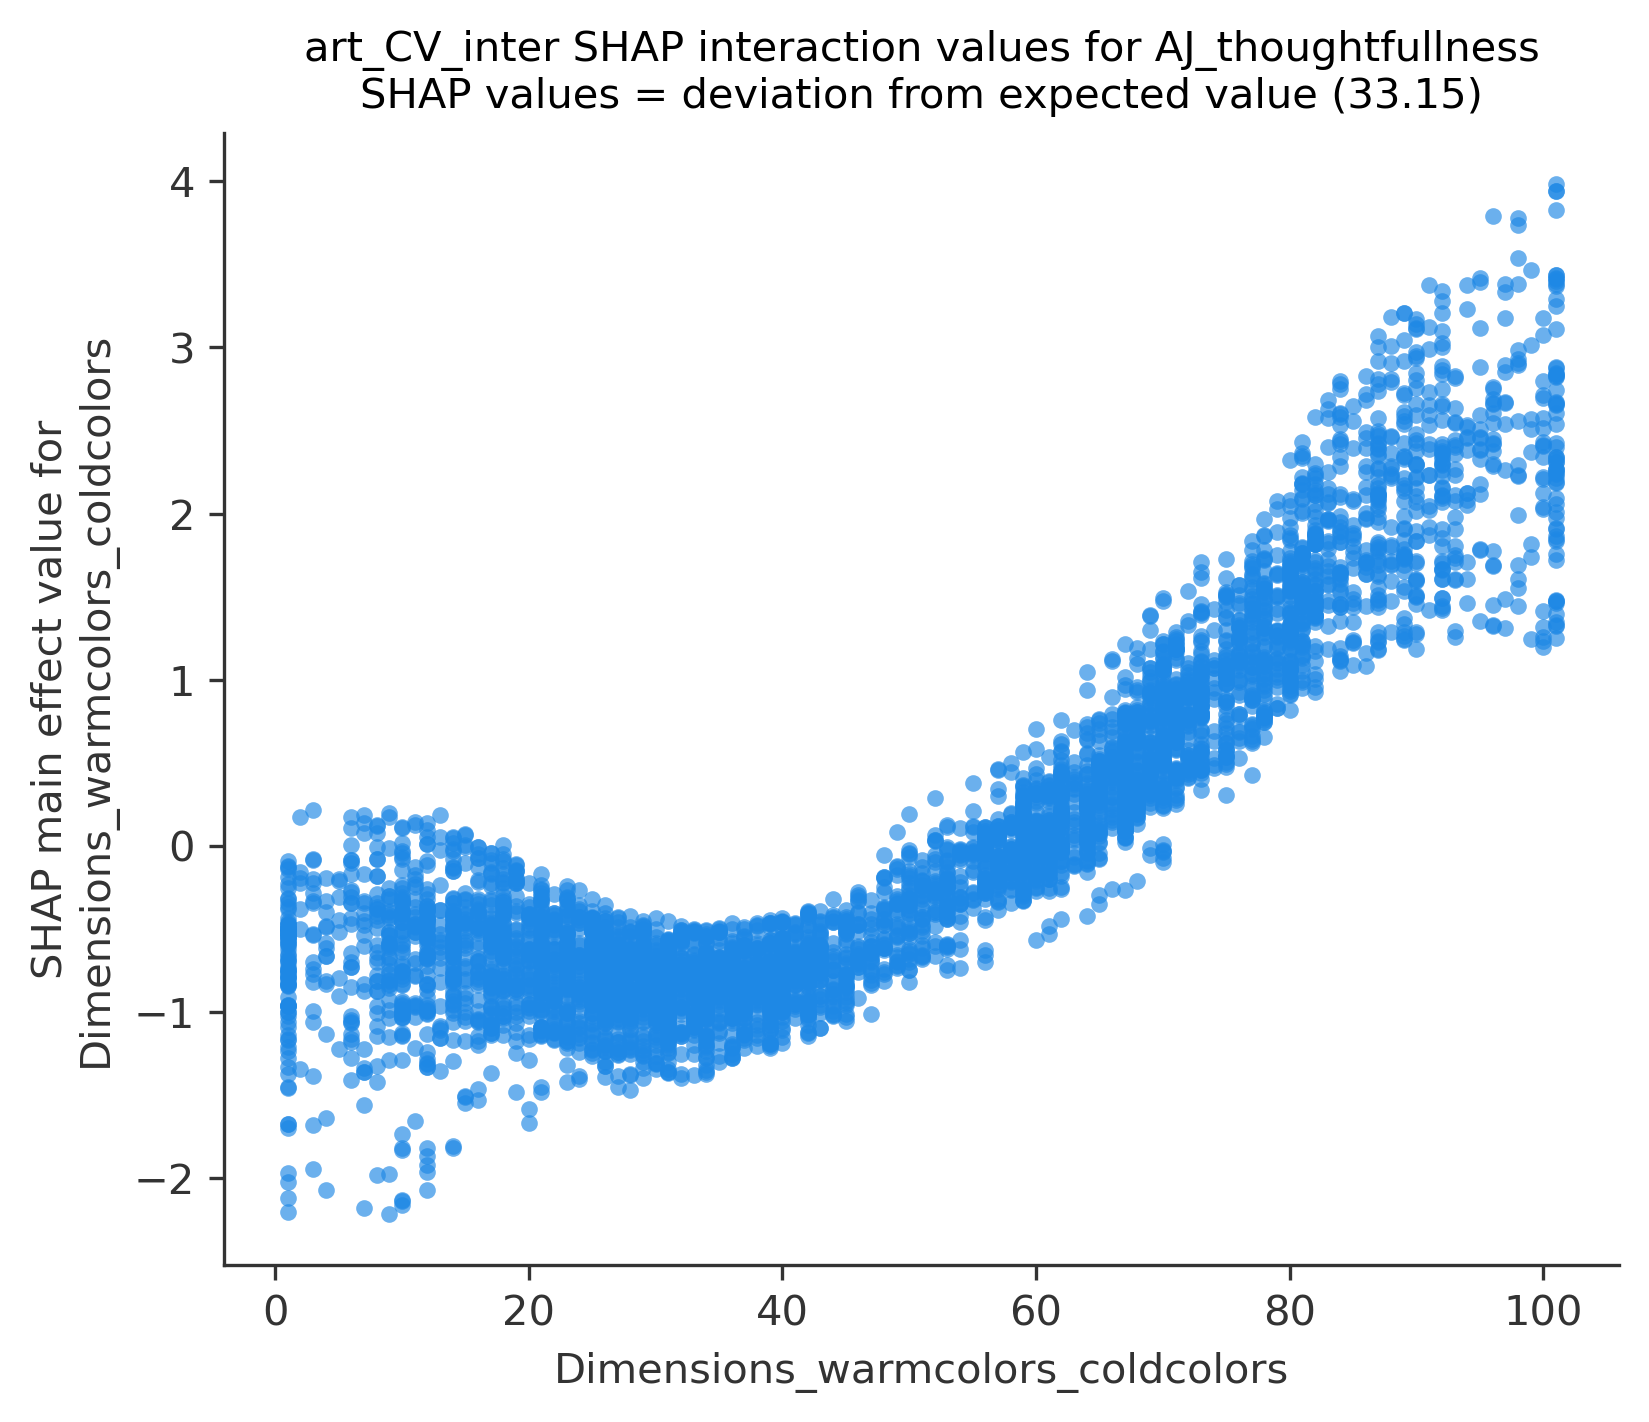 art_CV_inter SHAP interaction values for AJ_thoughtfullness
SHAP values = deviation from expected value (33.15)
SHAP main effect value for
Dimensions_warmcolors_coldcolors
4
3
2
1
0
−1
−2
0 20 40 60 80 100
Dimensions_warmcolors_coldcolors